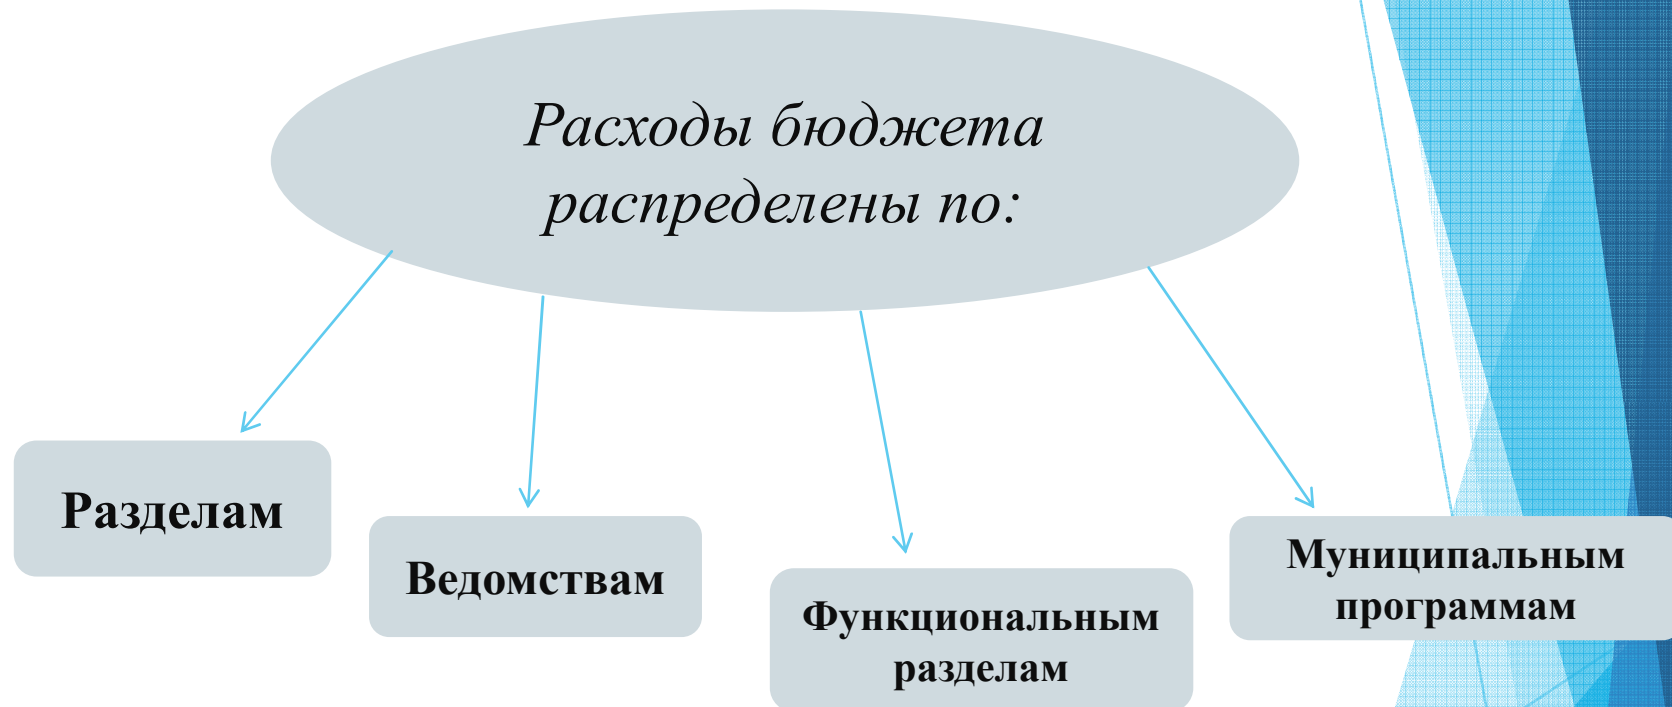 Расходы бюджета
распределены по:
Разделам
Ведомствам
Функциональным
разделам
Муниципальным
программам